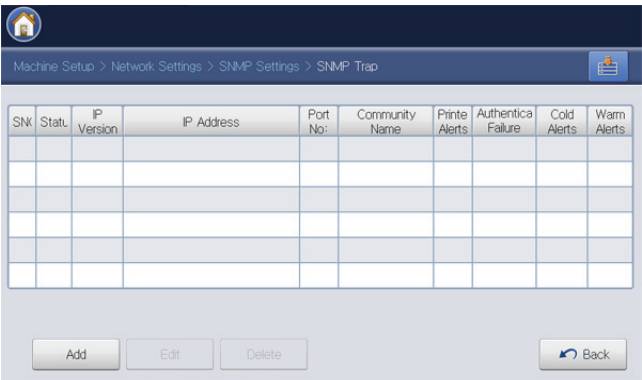 Machine Setup > Network Settings > SNMP Settings > SNMP Trap
SN( Statu IP Version IP Address Port No: Community Name Printe Alerts Authentica Failure Cold Alerts Warm Alerts
Add Edit Delete Back